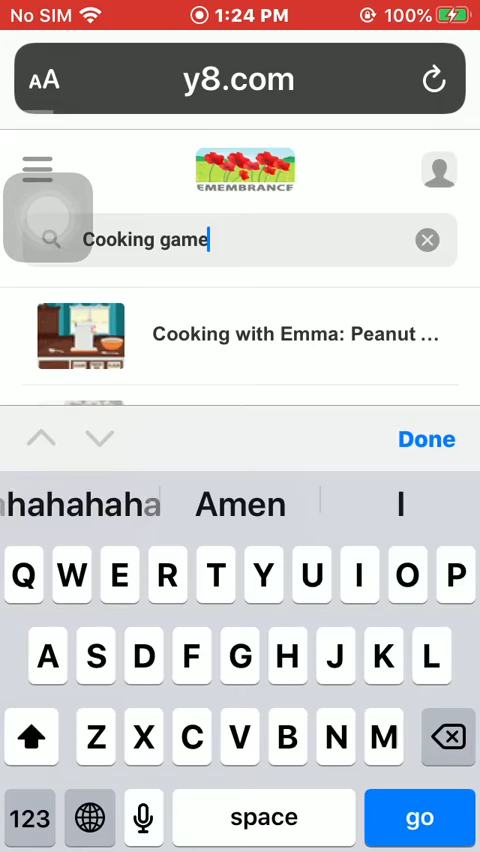 No SIM 1:24 PM 100%
AA y8.com
EMEMBRANCE
Cooking game
Cooking with Emma: Peanut ...
Done
ahahahaha Amen I
Q W E R T Y U I O P
A S D F G H J K L
Z X C V B N M
123 space go